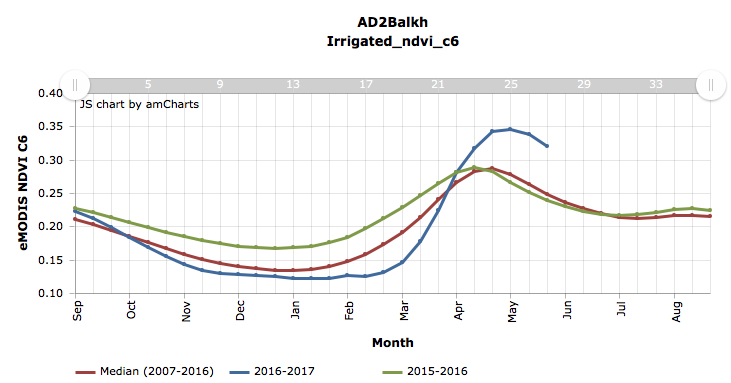 AD2Balkh
Irrigated_ndvi_c6
5 9 13 17 21 25 29 33
JS chart by amCharts
eMODIS NDVI C6
0.40
0.35
0.30
0.25
0.20
0.15
0.10
Sep Oct Nov Dec Jan Feb Mar Apr May Jun Jul Aug
Month
Median (2007-2016) 2016-2017 2015-2016